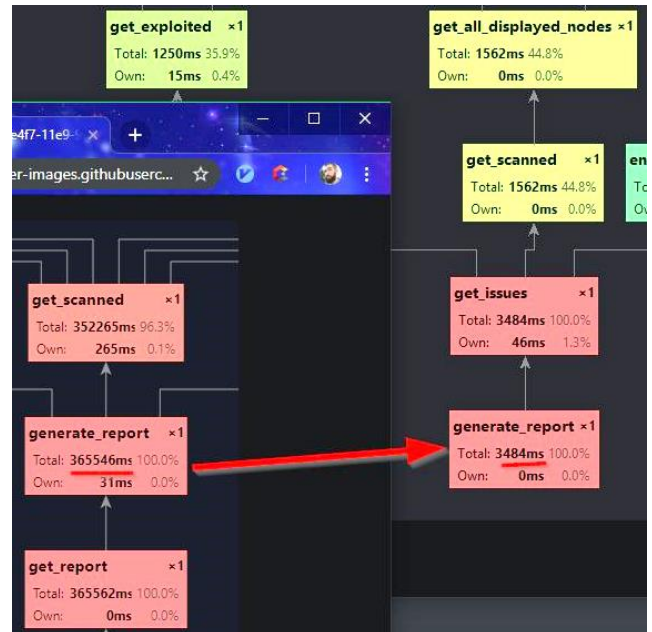 get_exploited ×1
Total: 1250ms 35.9%
Own: 15ms 0.4%
get_all_displayed_nodes ×1
Total: 1562ms 44.8%
Own: 0ms 0.0%
get_scanned ×1
Total: 1562ms 44.8%
Own: 0ms 0.0%
en
get_issues ×1
Total: 3484ms 100.0%
Own: 46ms 1.3%
generate_report ×1
Total: 3484ms 100.0%
Own: 0ms 0.0%
e4f7-11e9-
er-images.githubuserc...
get_scanned ×1
Total: 352265ms 96.3%
Own: 265ms 0.1%
generate_report ×1
Total: 365546ms 100.0%
Own: 31ms 0.0%
get_report ×1
Total: 365562ms 100.0%
Own: 0ms 0.0%